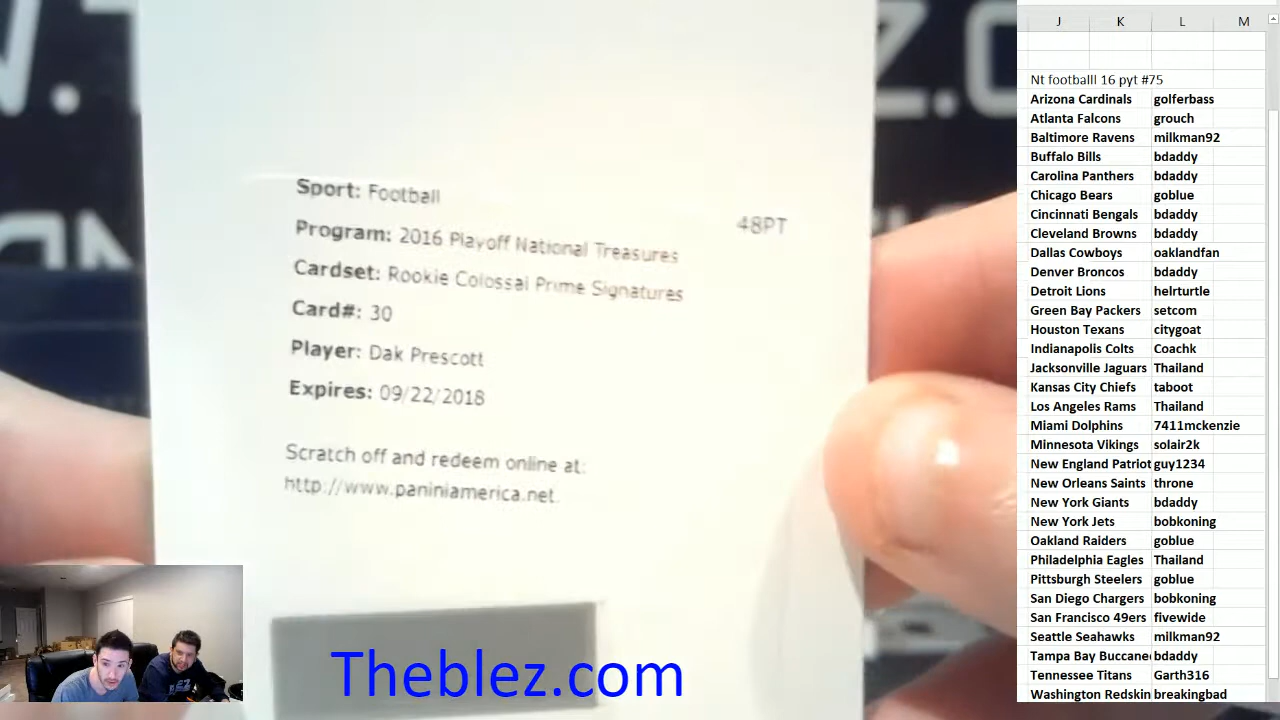 Sport: Football
48PT
Program: 2016 Playoff National Treasures
Cardset: Rookie Colossal Prime Signatures
Card#: 30
Player: Dak Prescott
Expires: 09/22/2018
Scratch off and redeem online at:
http://www.paniniamerica.net.
Theblez.com
J K L M
Nt footballl 16 pyt #75
Arizona Cardinals golferbass
Atlanta Falcons grouch
Baltimore Ravens milkman92
Buffalo Bills bdaddy
Carolina Panthers bdaddy
Chicago Bears goblue
Cincinnati Bengals bdaddy
Cleveland Browns bdaddy
Dallas Cowboys oaklandfan
Denver Broncos bdaddy
Detroit Lions helrturtle
Green Bay Packers setcom
Houston Texans citygoat
Indianapolis Colts Coachk
Jacksonville Jaguars Thailand
Kansas City Chiefs taboot
Los Angeles Rams Thailand
Miami Dolphins 7411mckenzie
Minnesota Vikings solair2k
New England Patriot guy1234
New Orleans Saints throne
New York Giants bdaddy
New York Jets bobkoning
Oakland Raiders goblue
Philadelphia Eagles Thailand
Pittsburgh Steelers goblue
San Diego Chargers bobkoning
San Francisco 49ers fivewide
Seattle Seahawks milkman92
Tampa Bay Buccane bdaddy
Tennessee Titans Garth316
Washington Redskin breakingbad